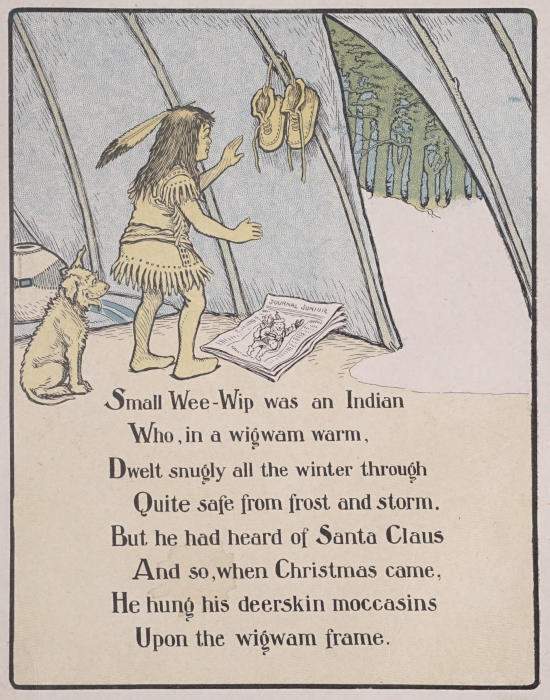 JOURNAL JUNIOR
Small Wee-Wip was an Indian
Who, in a wigwam warm,
Dwelt snugly all the winter through
Quite safe from frost and storm.
But he had heard of Santa Claus
And so, when Christmas came,
He hung his deerskin moccasins
Upon the wigwam frame.